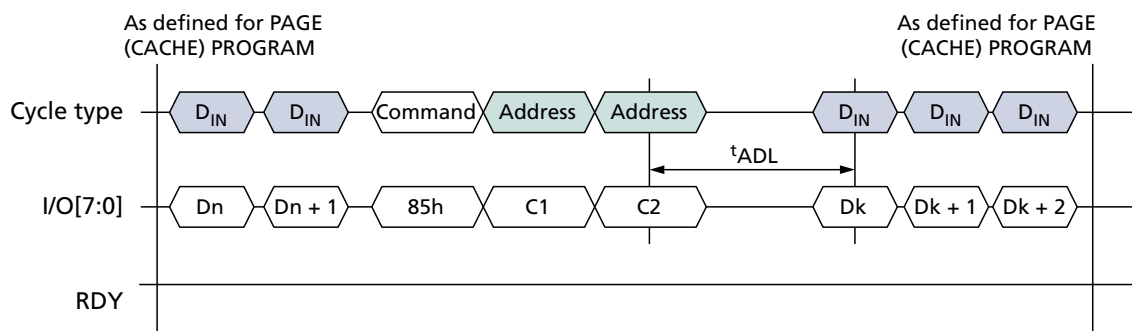 As defined for PAGE
(CACHE) PROGRAM
As defined for PAGE
(CACHE) PROGRAM
Cycle type DIN DIN Command Address Address DIN DIN DIN
tADL
I/O[7:0] Dn Dn + 1 85h C1 C2 Dk Dk + 1 Dk + 2
RDY